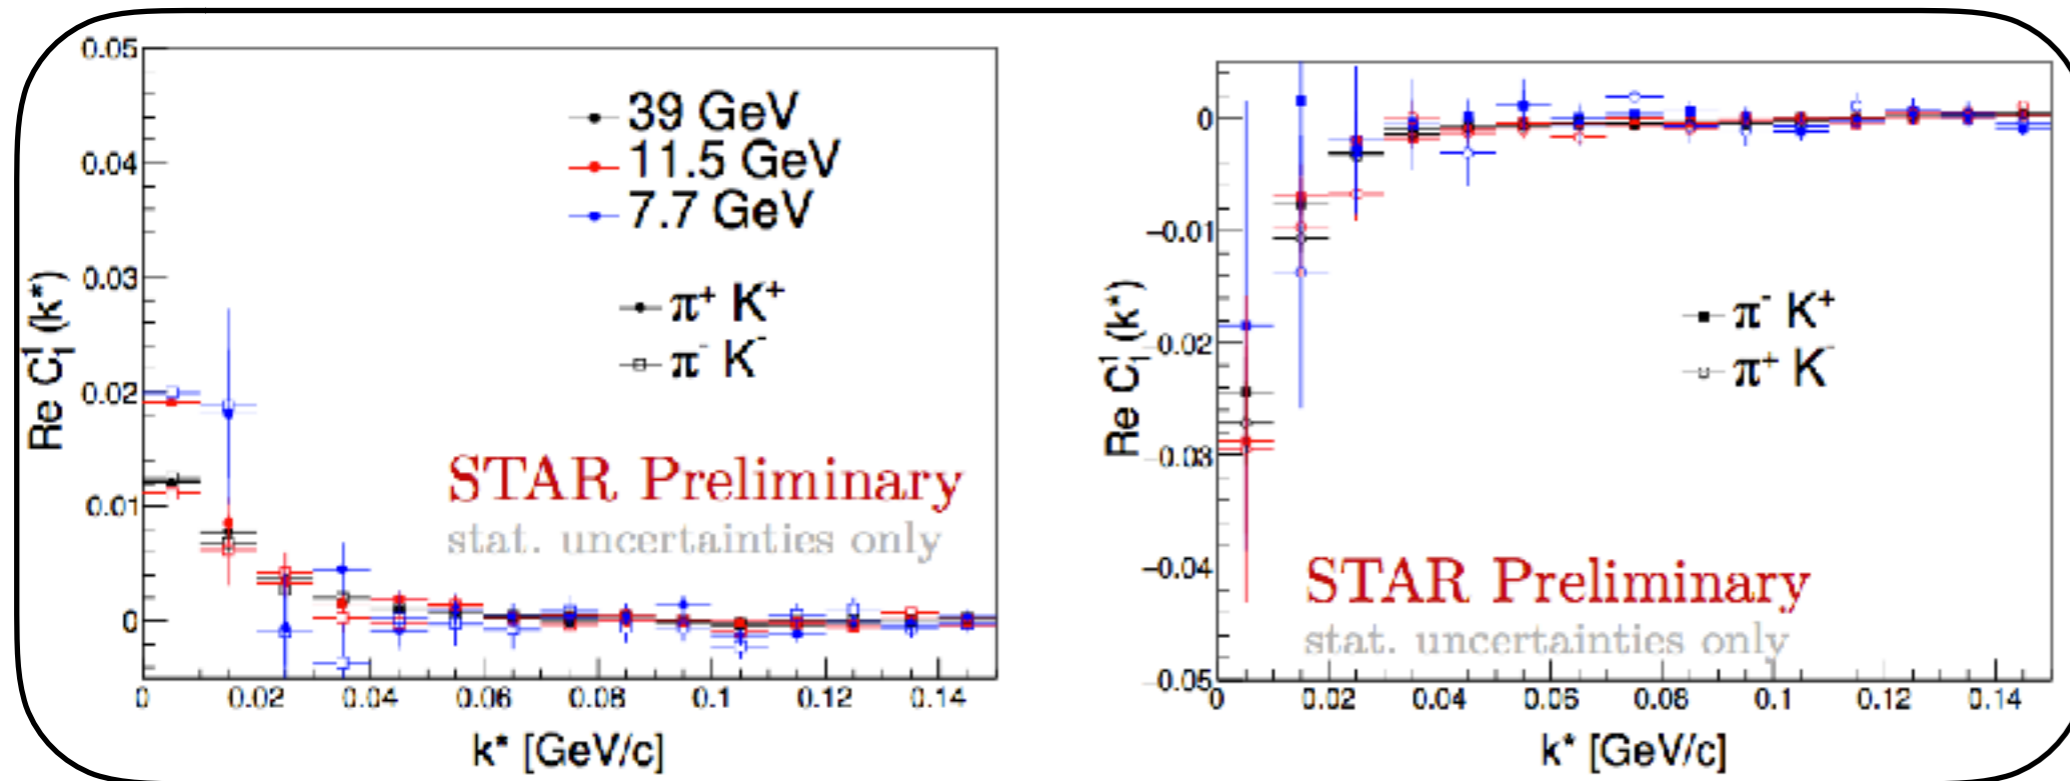 0.05
0.04
0.03
0.02
0.01
0
Re C₁¹ (k*)
39 GeV
11.5 GeV
7.7 GeV
π⁺ K⁺
π⁻ K⁻
STAR Preliminary
stat. uncertainties only
0 0.02 0.04 0.06 0.08 0.1 0.12 0.14
k* [GeV/c]
0
−0.01
−0.02
−0.03
−0.04
−0.05
Re C₁¹ (k*)
π⁻ K⁺
π⁺ K⁻
STAR Preliminary
stat. uncertainties only
0 0.02 0.04 0.06 0.08 0.1 0.12 0.14
k* [GeV/c]